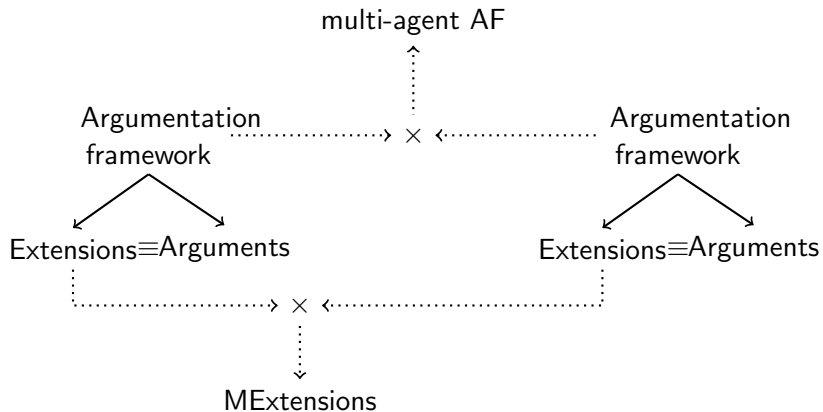 multi-agent AF
Argumentation
framework
×
Argumentation
framework
Extensions≡Arguments
Extensions≡Arguments
×
MExtensions